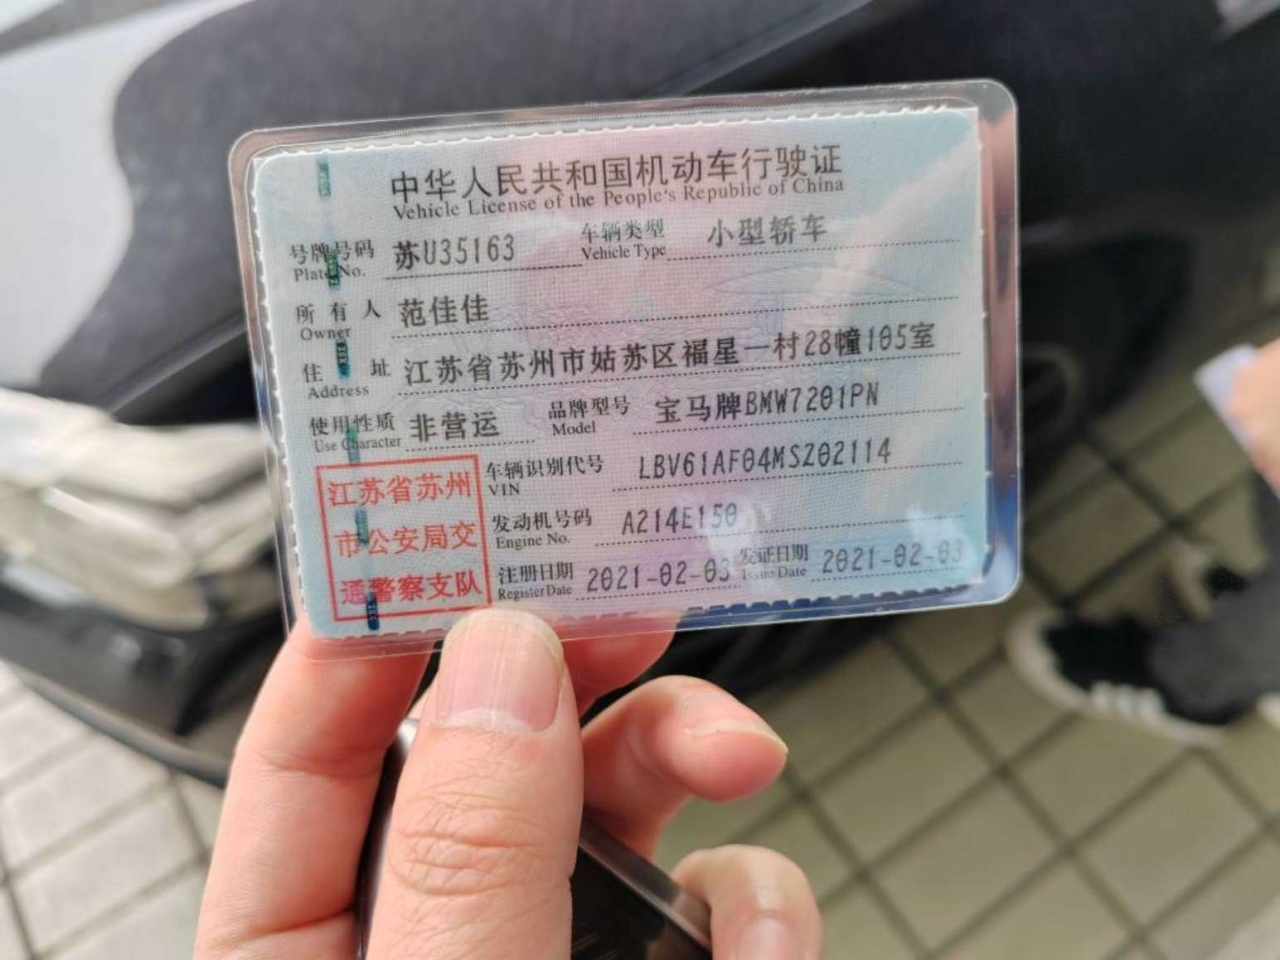 中华人民共和国机动车行驶证
Vehicle License of the People's Republic of China
号牌号码 苏U35163 车辆类型 小型轿车
Plate No. Vehicle Type
所有人 范佳佳
Owner
住址 江苏省苏州市姑苏区福星一村28幢105室
Address
使用性质 非营运 品牌型号 宝马牌BMW7201PN
Use Character Model
江苏省苏州
市公安局交
通警察支队
车辆识别代号 LBV61AF04MS202114
VIN
发动机号码 A214E150
Engine No.
注册日期 2021-02-03 发证日期 2021-02-03
Register Date Issue Date